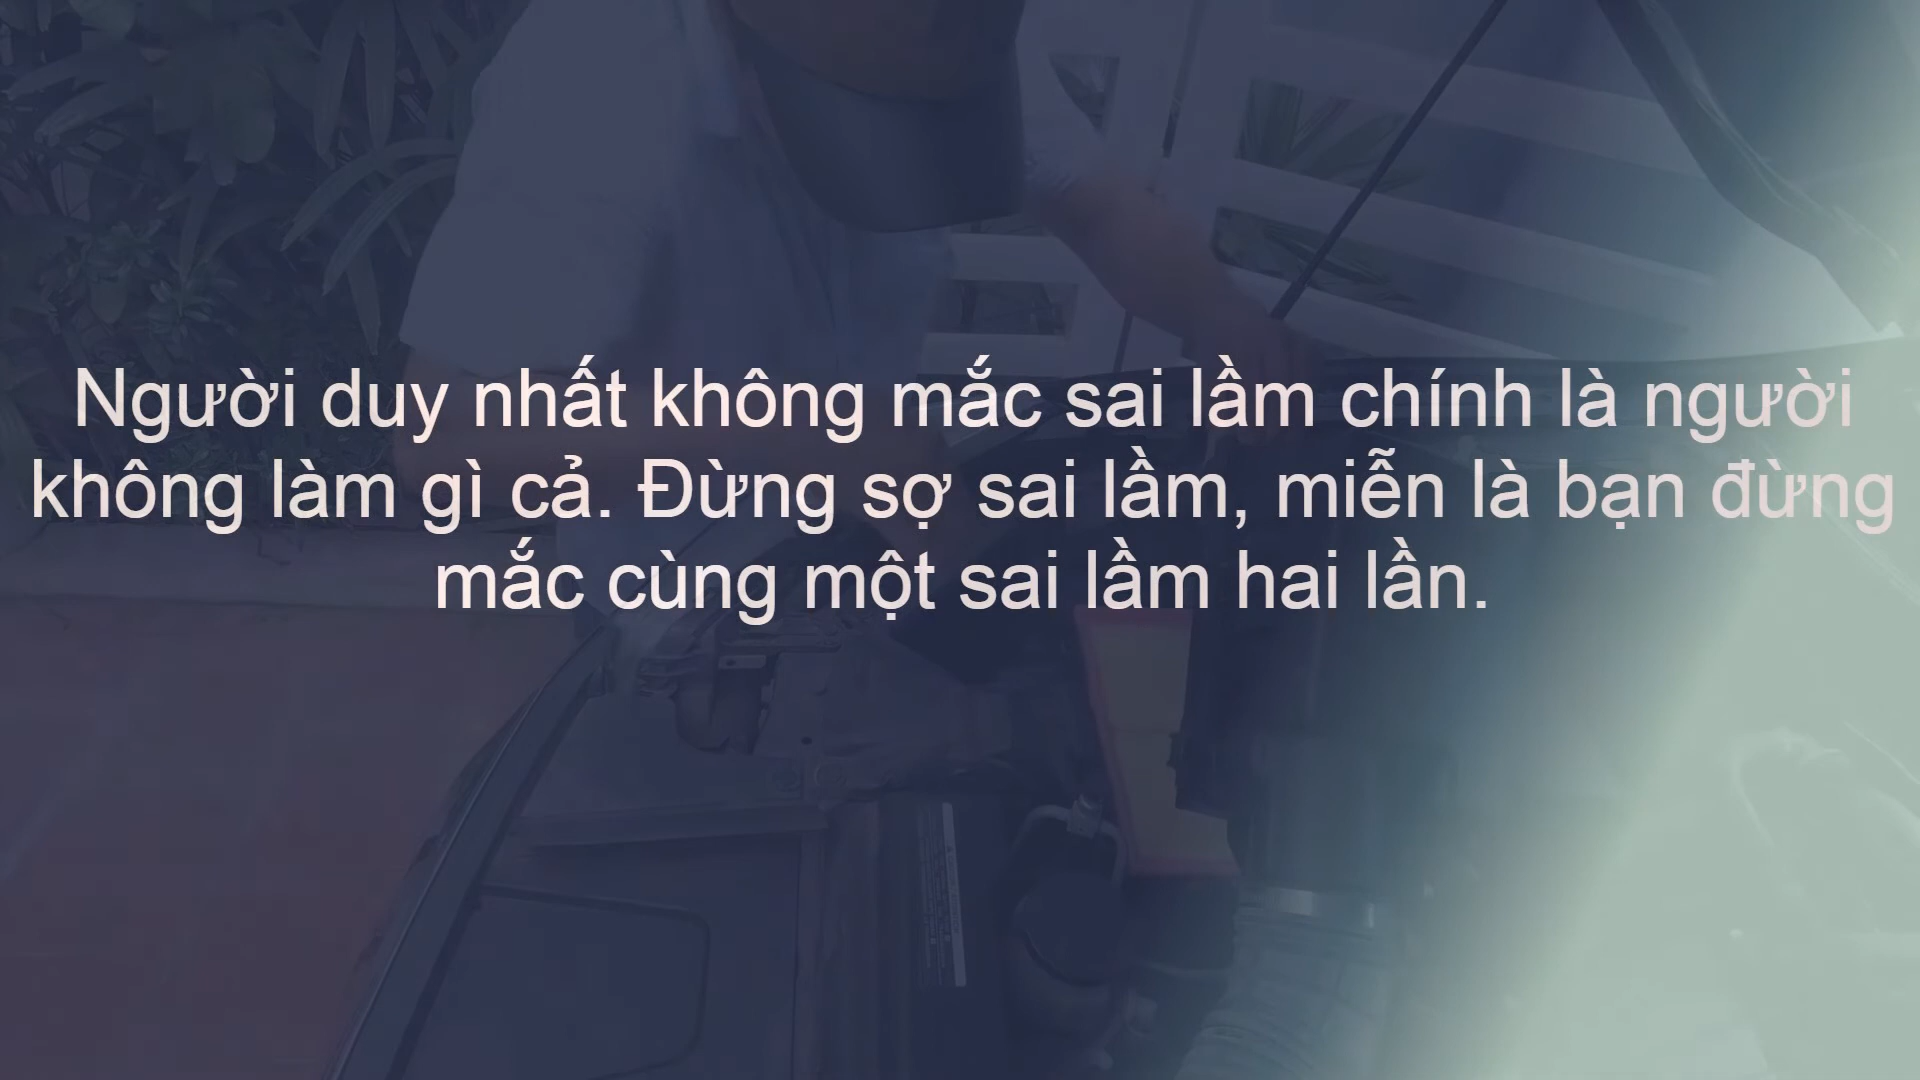 Người duy nhất không mắc sai lầm chính là người
không làm gì cả. Đừng sợ sai lầm, miễn là bạn đừng
mắc cùng một sai lầm hai lần.